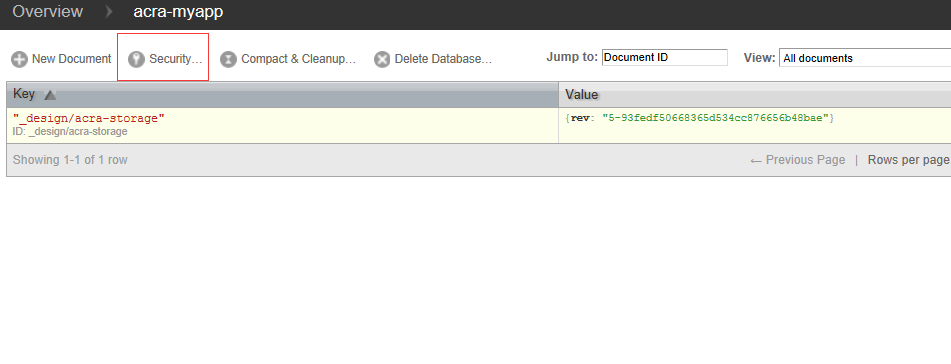 Overview acra-myapp
New Document Security... Compact & Cleanup... Delete Database... Jump to: Document ID View: All documents
Key Value
"_design/acra-storage" {rev: "5-93fedf50668365d534cc876656b48bae"}
ID: _design/acra-storage
Showing 1-1 of 1 row ← Previous Page | Rows per page